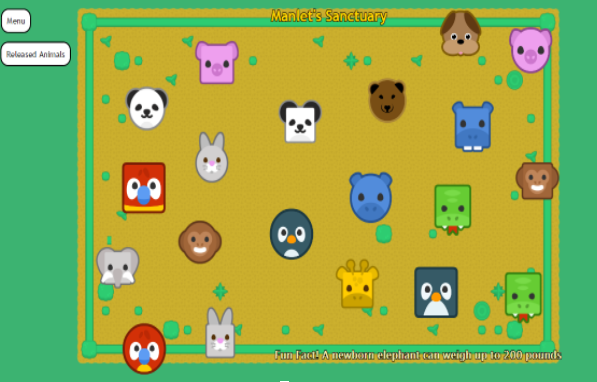 Manlet's Sanctuary
Menu
Released Animals
Fun Fact! A newborn elephant can weigh up to 200 pounds